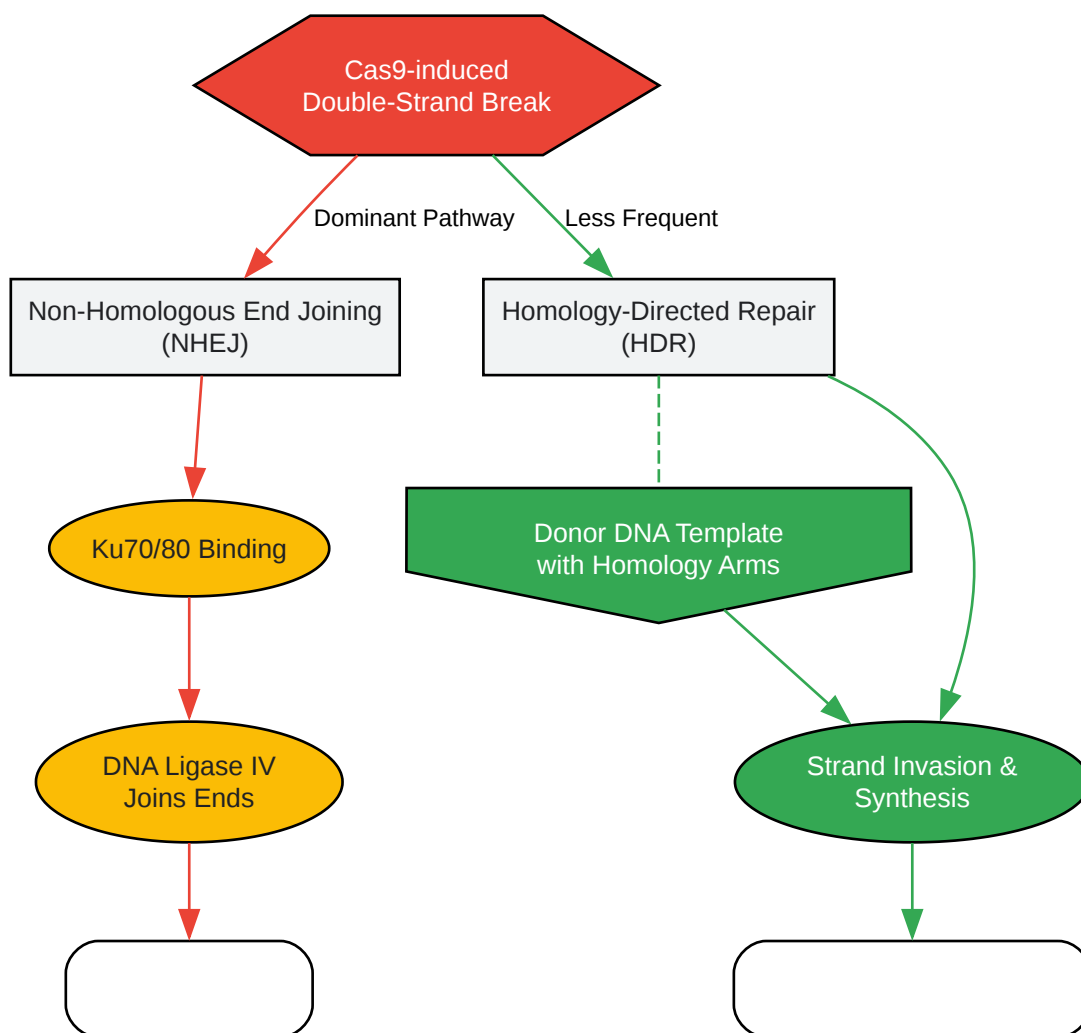 Cas9-induced
Double-Strand Break
Dominant Pathway
Less Frequent
Non-Homologous End Joining
(NHEJ)
Homology-Directed Repair
(HDR)
Ku70/80 Binding
Donor DNA Template
with Homology Arms
DNA Ligase IV
Joins Ends
Strand Invasion &
Synthesis